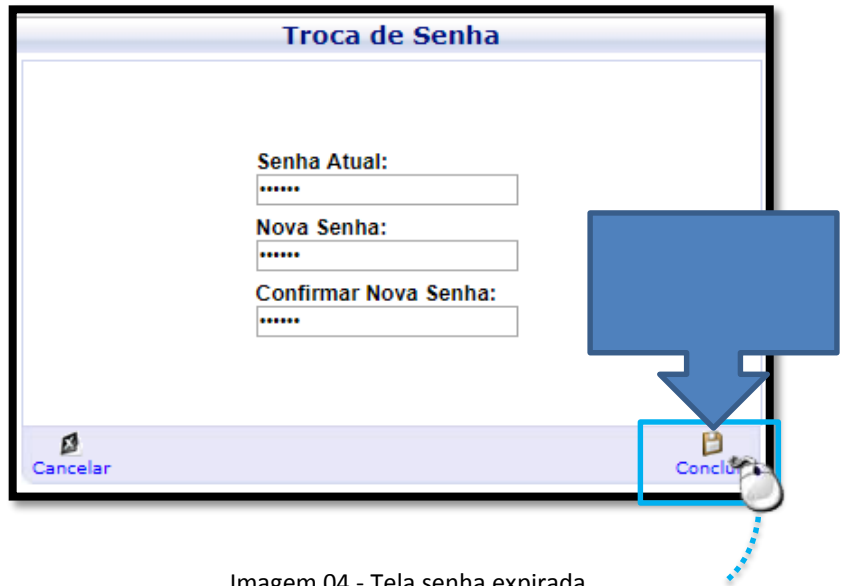 Troca de Senha
Senha Atual:
••••••
Nova Senha:
••••••
Confirmar Nova Senha:
••••••
Cancelar
Imagem 04 - Tela senha expirada